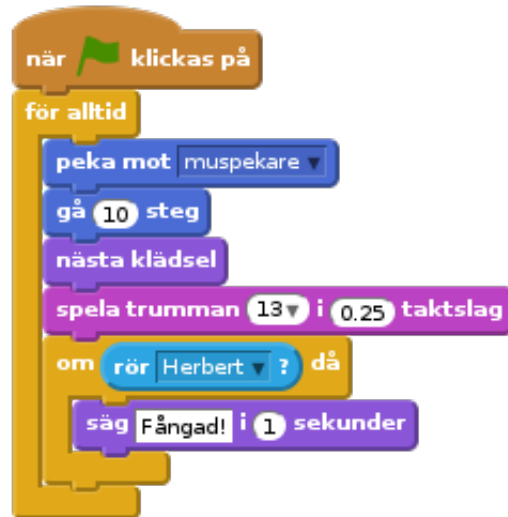 när klickas på
för alltid
peka mot muspekare
gå 10 steg
nästa klädsel
spela trumman 13 i 0.25 taktslag
om rör Herbert ? då
säg Fångad! i 1 sekunder